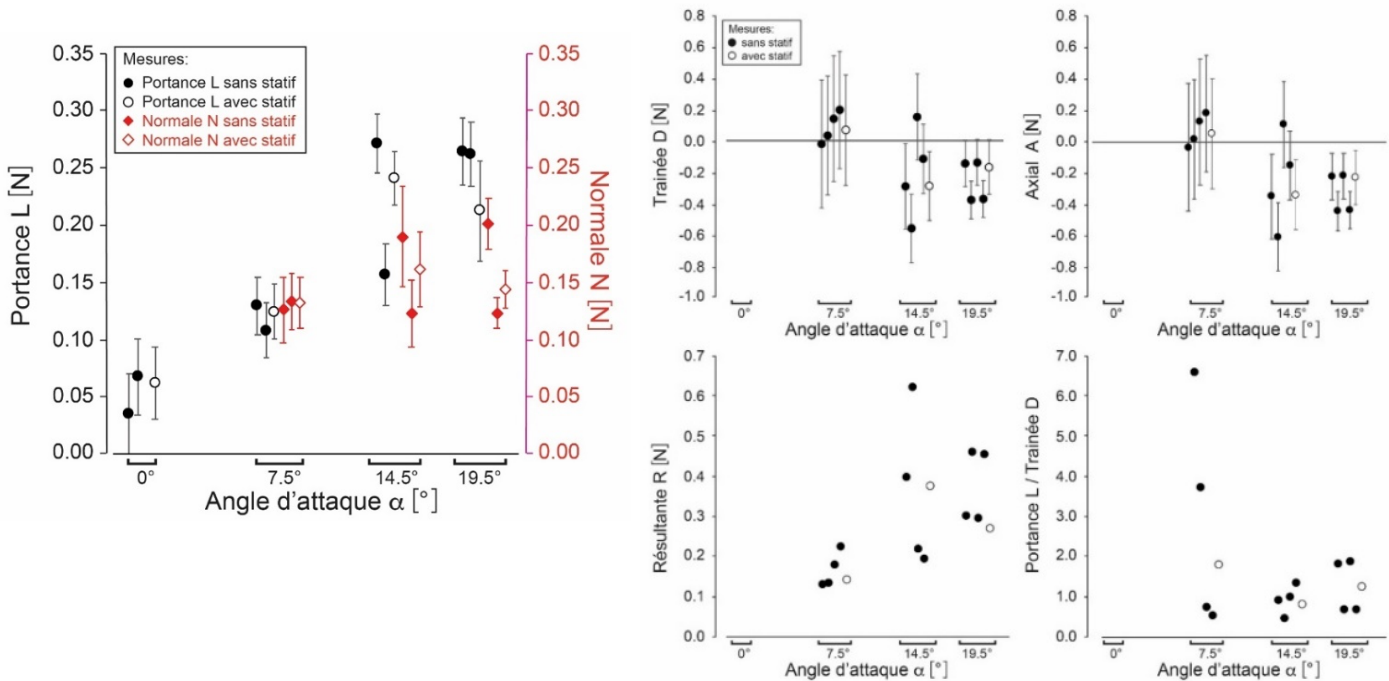 Portance L [N]
0.35
0.30
0.25
0.20
0.15
0.10
0.05
0.00
Mesures:
Portance L sans statif
Portance L avec statif
Normale N sans statif
Normale N avec statif
0.35
0.30
0.25
0.20
0.15
0.10
0.05
0.00
Normale N [N]
0° 7.5° 14.5° 19.5°
Angle d'attaque α [°]
Trainée D [N]
0.8
0.6
0.4
0.2
0.0
-0.2
-0.4
-0.6
-0.8
-1.0
Mesures:
sans statif
avec statif
0° 7.5° 14.5° 19.5°
Angle d'attaque α [°]
Axial A [N]
0.8
0.6
0.4
0.2
0.0
-0.2
-0.4
-0.6
-0.8
-1.0
0° 7.5° 14.5° 19.5°
Angle d'attaque α [°]
Résultante R [N]
0.7
0.6
0.5
0.4
0.3
0.2
0.1
0.0
0° 7.5° 14.5° 19.5°
Angle d'attaque α [°]
Portance L / Trainée D
7.0
6.0
5.0
4.0
3.0
2.0
1.0
0.0
0° 7.5° 14.5° 19.5°
Angle d'attaque α [°]